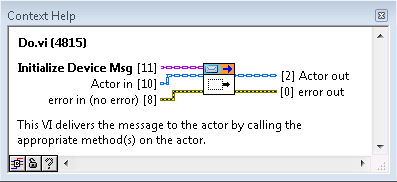 Context Help
Do.vi (4815)
Initialize Device Msg [11]
Actor in [10]
error in (no error) [8]
[2] Actor out
[0] error out
This VI delivers the message to the actor by calling the
appropriate method(s) on the actor.
?